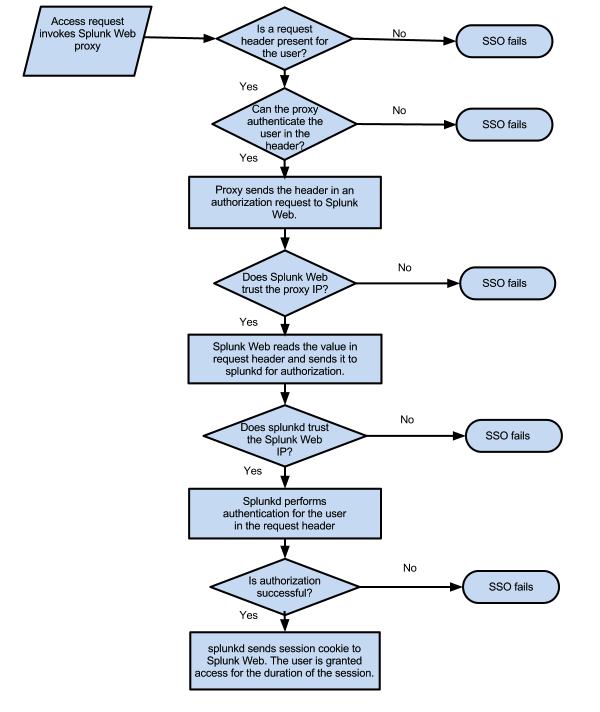 Access request
invokes Splunk Web
proxy
Is a request
header present for
the user?
No
SSO fails
Yes
Can the proxy
authenticate the
user in the
header?
No
SSO fails
Yes
Proxy sends the header in an
authorization request to Splunk
Web.
Does Splunk Web
trust the proxy IP?
No
SSO fails
Yes
Splunk Web reads the value in
request header and sends it to
splunkd for authorization.
Does splunkd trust
the Splunk Web
IP?
No
SSO fails
Yes
Splunkd performs
authentication for the user
in the request header
Is authorization
successful?
No
SSO fails
Yes
splunkd sends session cookie to
Splunk Web. The user is granted
access for the duration of the session.